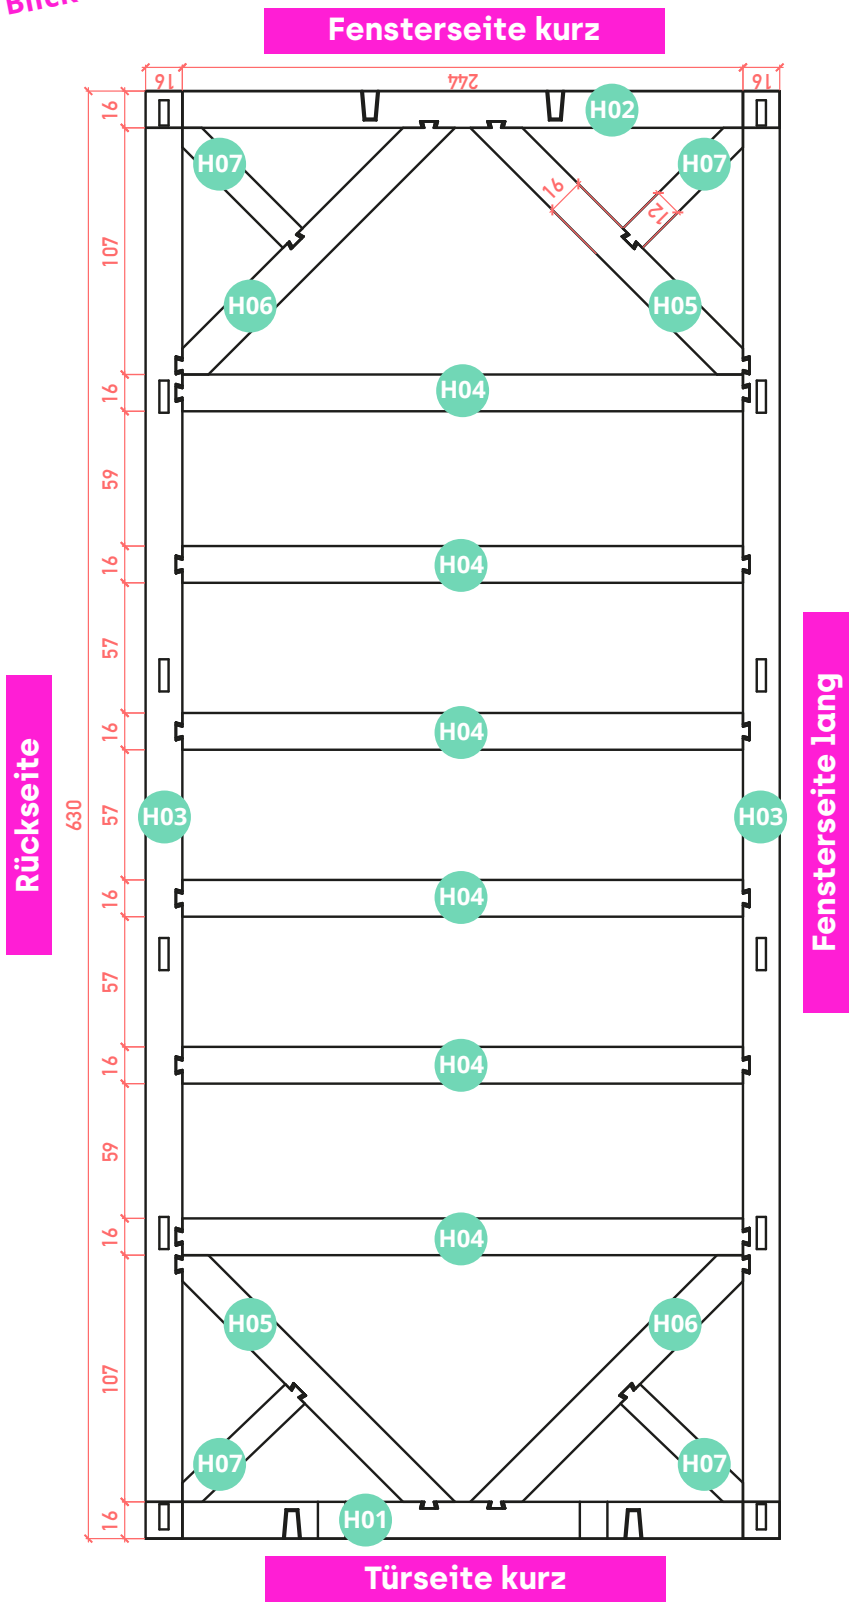 Blick
Fensterseite kurz
16 244 16
16
H02
H07 H07
16
12
107
H06 H05
16
H04
59
16
H04
57
16
H04
Rückseite
630
H03
57
H03
Fensterseite lang
16
H04
57
16
H04
59
16
H04
H05 H06
107
H07 H07
16
H01
Türseite kurz